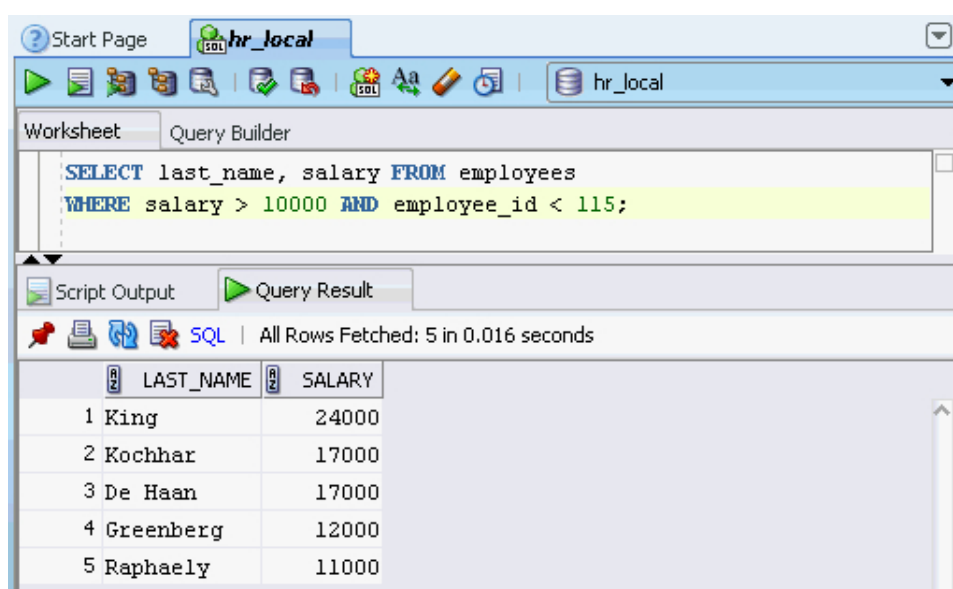 Start Page hr_local
hr_local
Worksheet Query Builder
SELECT last_name, salary FROM employees
WHERE salary > 10000 AND employee_id < 115;
Script Output Query Result
SQL | All Rows Fetched: 5 in 0.016 seconds
LAST_NAME SALARY
1 King 24000
2 Kochhar 17000
3 De Haan 17000
4 Greenberg 12000
5 Raphaely 11000